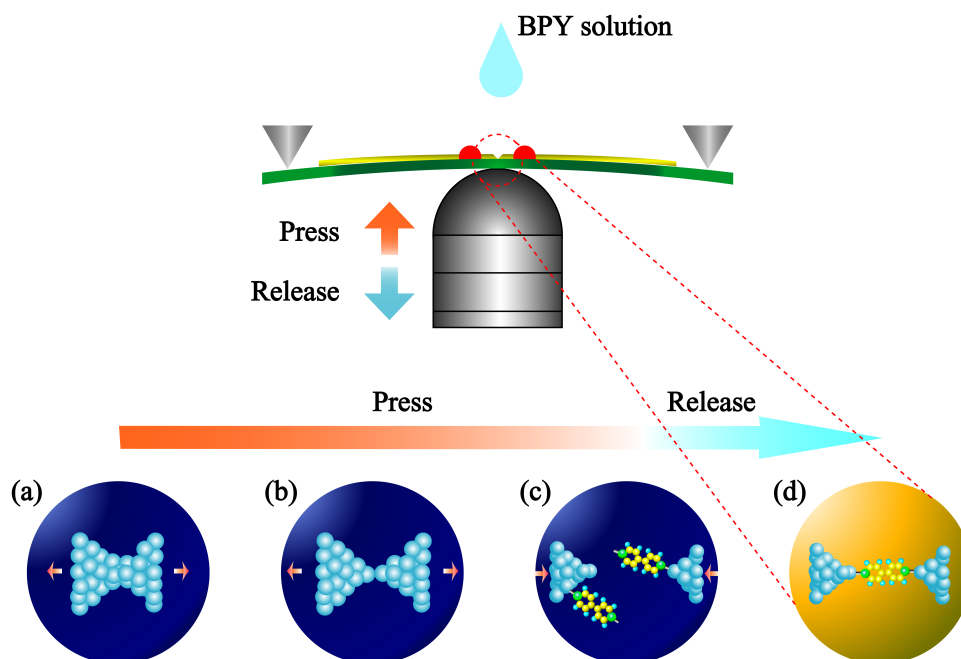 BPY solution
Press
Release
Press
Release
(a)
(b)
(c)
(d)